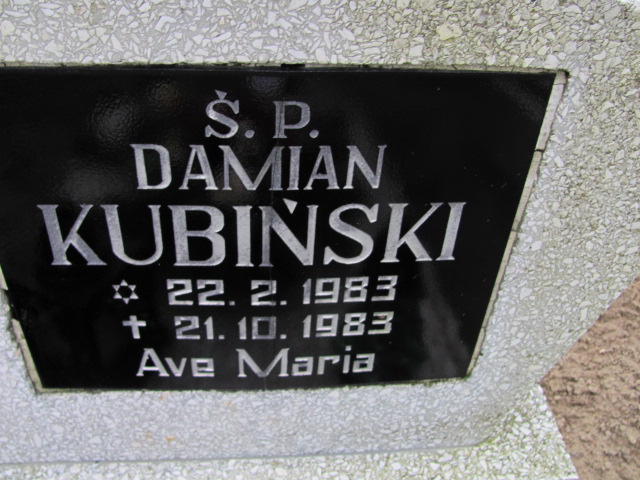 Ś. P.
DAMIAN
KUBIŃSKI
✡ 22. 2. 1983
✝ 21. 10. 1983
Ave Maria